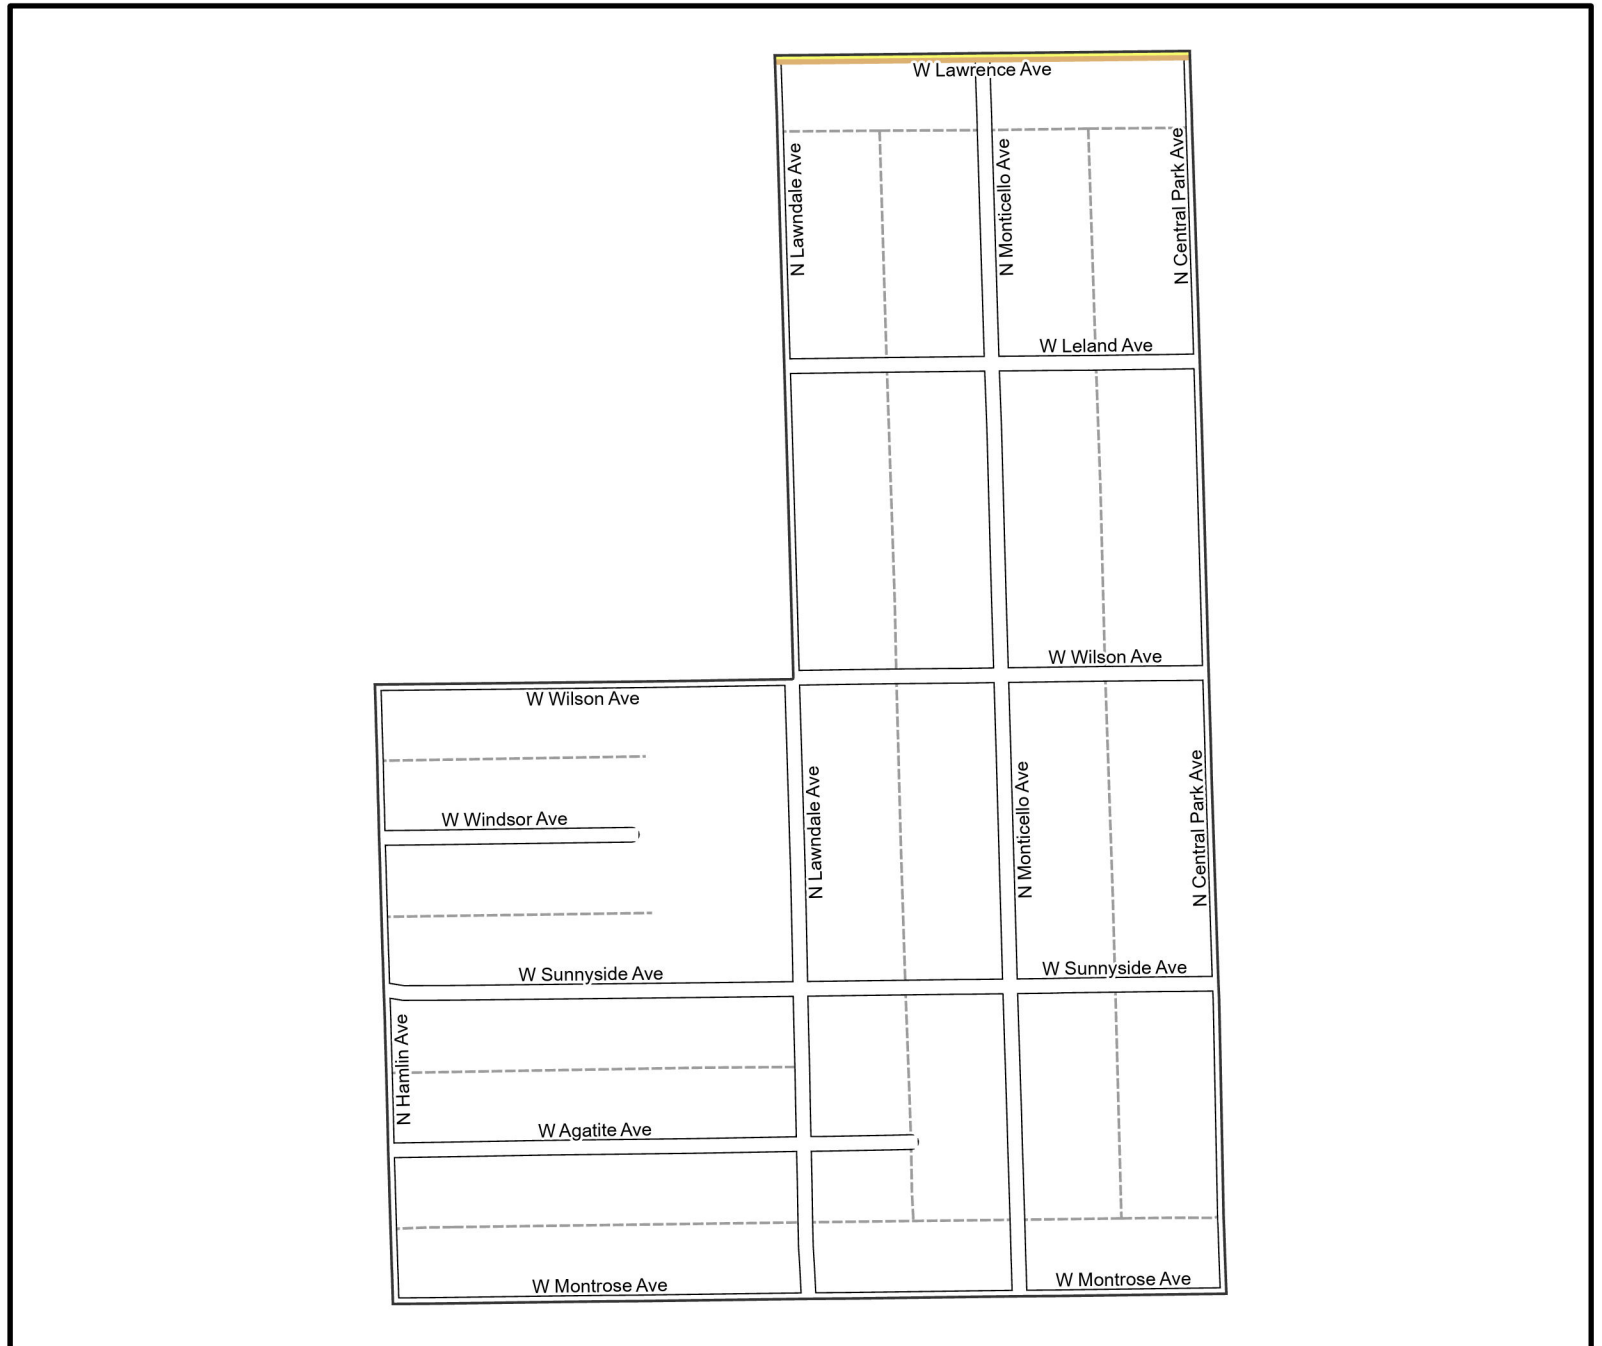 W Lawrence Ave
N Lawndale Ave
N Monticello Ave
N Central Park Ave
W Leland Ave
W Wilson Ave
W Wilson Ave
N Lawndale Ave
N Monticello Ave
N Central Park Ave
W Windsor Ave
W Sunnyside Ave
W Sunnyside Ave
N Hamlin Ave
W Agatite Ave
W Montrose Ave
W Montrose Ave